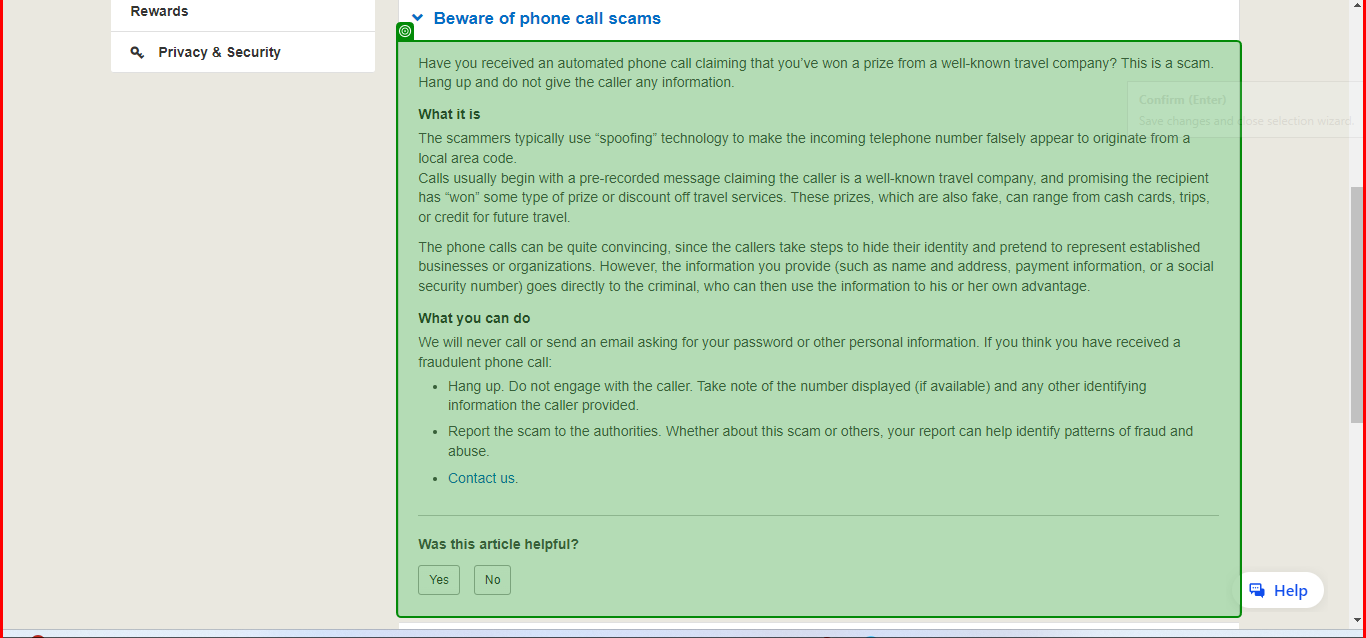 Rewards
Privacy & Security
Beware of phone call scams
Have you received an automated phone call claiming that you’ve won a prize from a well-known travel company? This is a scam.
Hang up and do not give the caller any information.
Confirm (Enter)
Save changes and close selection wizard.
What it is
The scammers typically use “spoofing” technology to make the incoming telephone number falsely appear to originate from a
local area code.
Calls usually begin with a pre-recorded message claiming the caller is a well-known travel company, and promising the recipient
has “won” some type of prize or discount off travel services. These prizes, which are also fake, can range from cash cards, trips,
or credit for future travel.
The phone calls can be quite convincing, since the callers take steps to hide their identity and pretend to represent established
businesses or organizations. However, the information you provide (such as name and address, payment information, or a social
security number) goes directly to the criminal, who can then use the information to his or her own advantage.
What you can do
We will never call or send an email asking for your password or other personal information. If you think you have received a
fraudulent phone call:
• Hang up. Do not engage with the caller. Take note of the number displayed (if available) and any other identifying
information the caller provided.
• Report the scam to the authorities. Whether about this scam or others, your report can help identify patterns of fraud and
abuse.
• Contact us.
Was this article helpful?
Yes No
Help